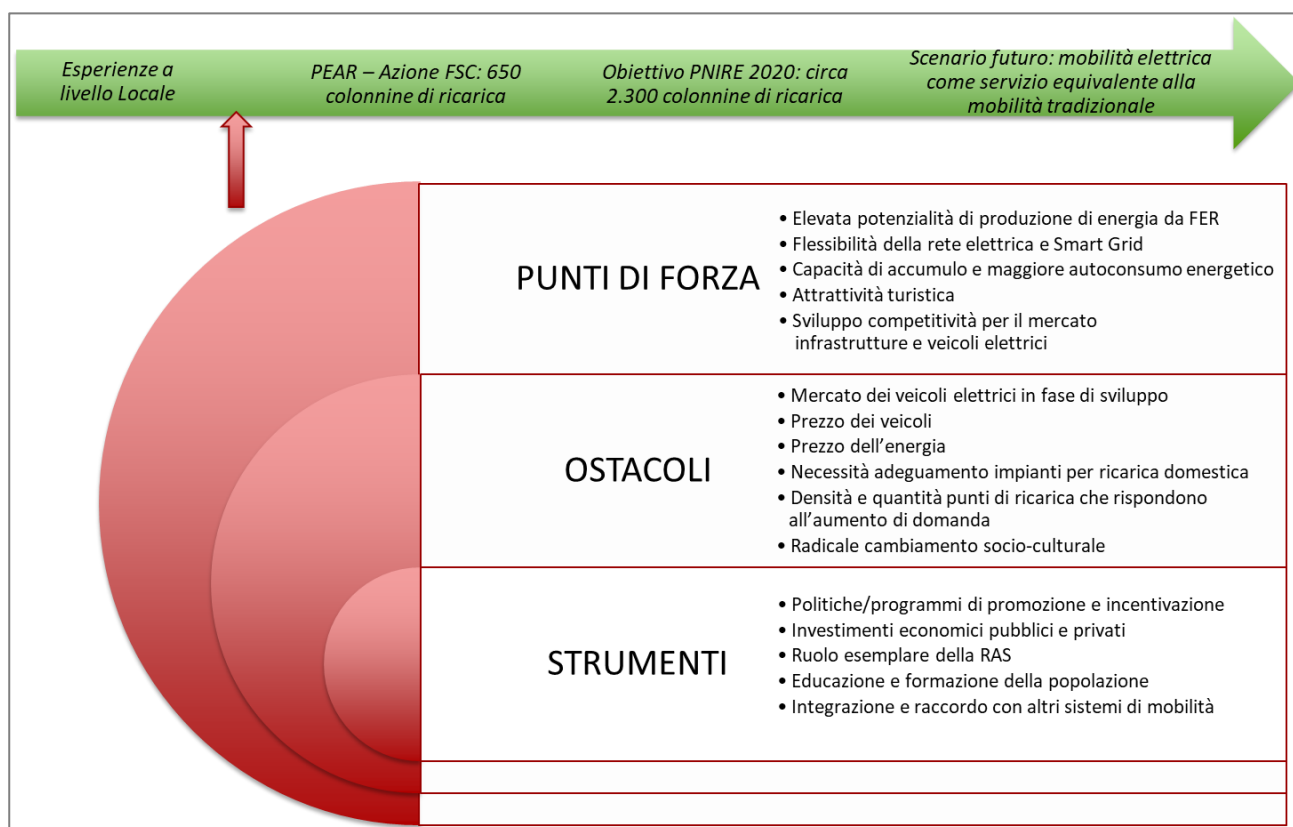 Esperienze a
livello Locale
PEAR – Azione FSC: 650
colonnine di ricarica
Obiettivo PNIRE 2020: circa
2.300 colonnine di ricarica
Scenario futuro: mobilità elettrica
come servizio equivalente alla
mobilità tradizionale
PUNTI DI FORZA
• Elevata potenzialità di produzione di energia da FER
• Flessibilità della rete elettrica e Smart Grid
• Capacità di accumulo e maggiore autoconsumo energetico
• Attrattività turistica
• Sviluppo competitività per il mercato
infrastrutture e veicoli elettrici
OSTACOLI
• Mercato dei veicoli elettrici in fase di sviluppo
• Prezzo dei veicoli
• Prezzo dell’energia
• Necessità adeguamento impianti per ricarica domestica
• Densità e quantità punti di ricarica che rispondono
all’aumento di domanda
• Radicale cambiamento socio-culturale
STRUMENTI
• Politiche/programmi di promozione e incentivazione
• Investimenti economici pubblici e privati
• Ruolo esemplare della RAS
• Educazione e formazione della popolazione
• Integrazione e raccordo con altri sistemi di mobilità